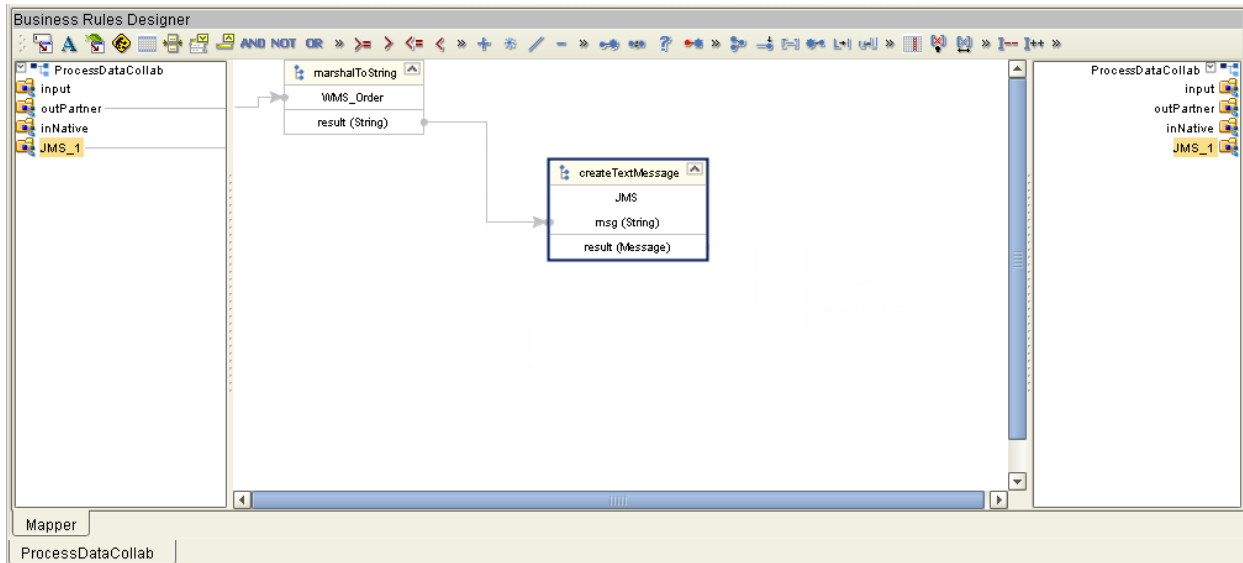 Business Rules Designer
A AND NOT OR » >= > <= < » + * / - » ? » » I-- I++ »
ProcessDataCollab
input
outPartner
inNative
JMS_1
marshalToString
WMS_Order
result (String)
createTextMessage
JMS
msg (String)
result (Message)
ProcessDataCollab
input
outPartner
inNative
JMS_1
Mapper
ProcessDataCollab